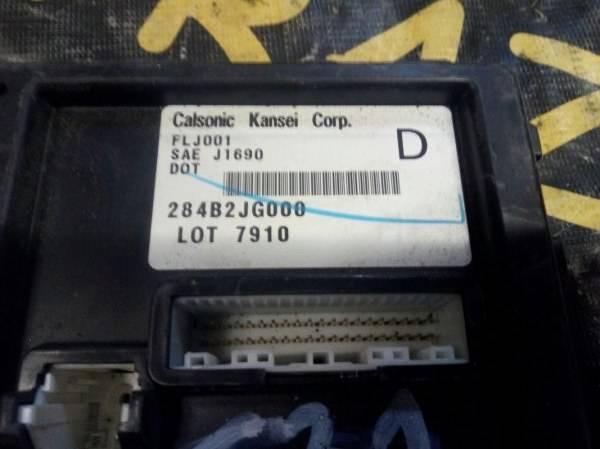 Calsonic Kansei Corp.
FLJ001
SAE J1690
DOT
D
284B2JG000
LOT 7910